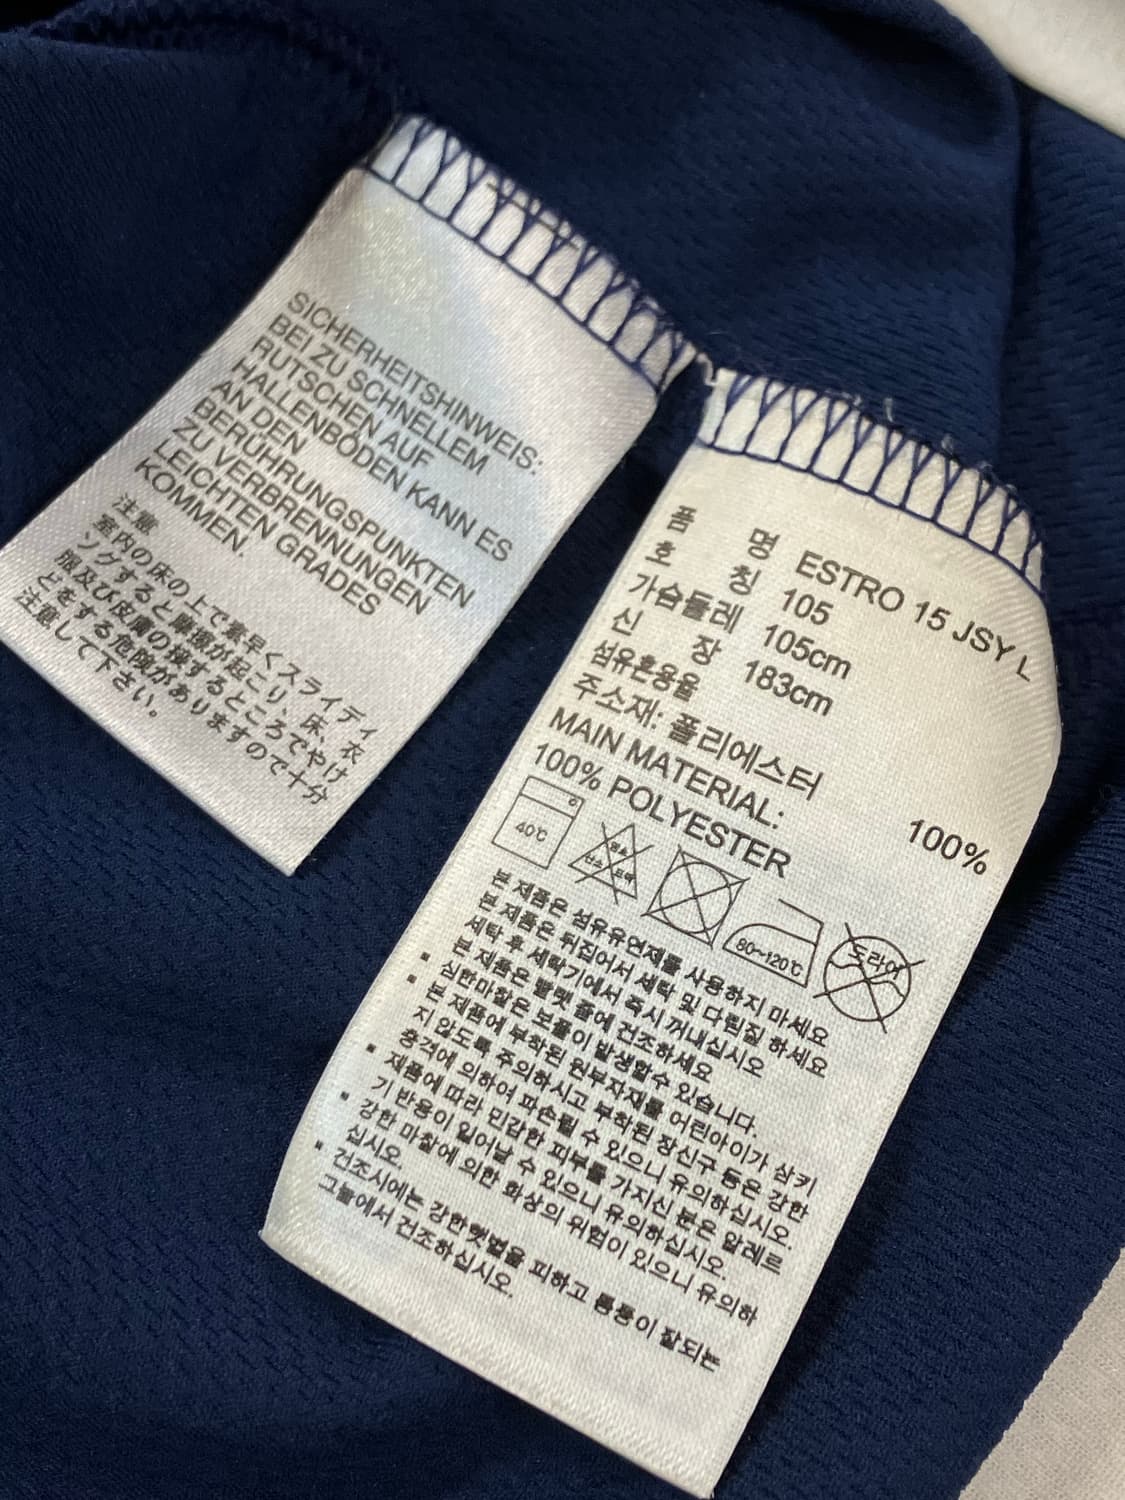 SICHERHEITSHINWEIS:
BEI ZU SCHNELLEM
RUTSCHEN AUF
HALLENBÖDEN KANN ES
AN DEN
BERÜHRUNGSPUNKTEN
ZU VERBRENNUNGEN
LEICHTEN GRADES
KOMMEN.
注意
室内の床の上で素早くスライディ
ングすると摩擦が起こり、床、衣
服及び皮膚の接するところでやけ
どをする危険がありますので十分
注意して下さい。
품 명 ESTRO 15 JSY L
호 칭 105
가슴둘레 105cm
신 장 183cm
섬유혼용율
주소재: 폴리에스터 100%
MAIN MATERIAL:
100% POLYESTER
40℃
염소
산소 표백
80~120℃
드라이
본 제품은 섬유유연제를 사용하지 마세요
본 제품은 뒤집어서 세탁 및 다림질 하세요
세탁 후 세탁기에서 즉시 꺼내십시오
본 제품은 발햇 줄에 건조하세요
▪ 심한마찰은 보풀이 발생할수 있습니다.
▪ 본 제품에 부착된 원부자재를 어린아이가 삼키
지 않도록 주의하시고 부착된 장신구 등은 강한
충격에 의하여 파손될 수 있으니 유의하십시오.
▪ 제품에 따라 민감한 피부를 가지신 분은 알레르
기 반응이 일어날 수 있으니 유의하십시오.
▪ 강한 마찰에 의한 화상의 위험이 있으니 유의하
십시오.
▪ 건조시에는 강한햇볕을 피하고 통풍이 잘되는
그늘에서 건조하십시오.